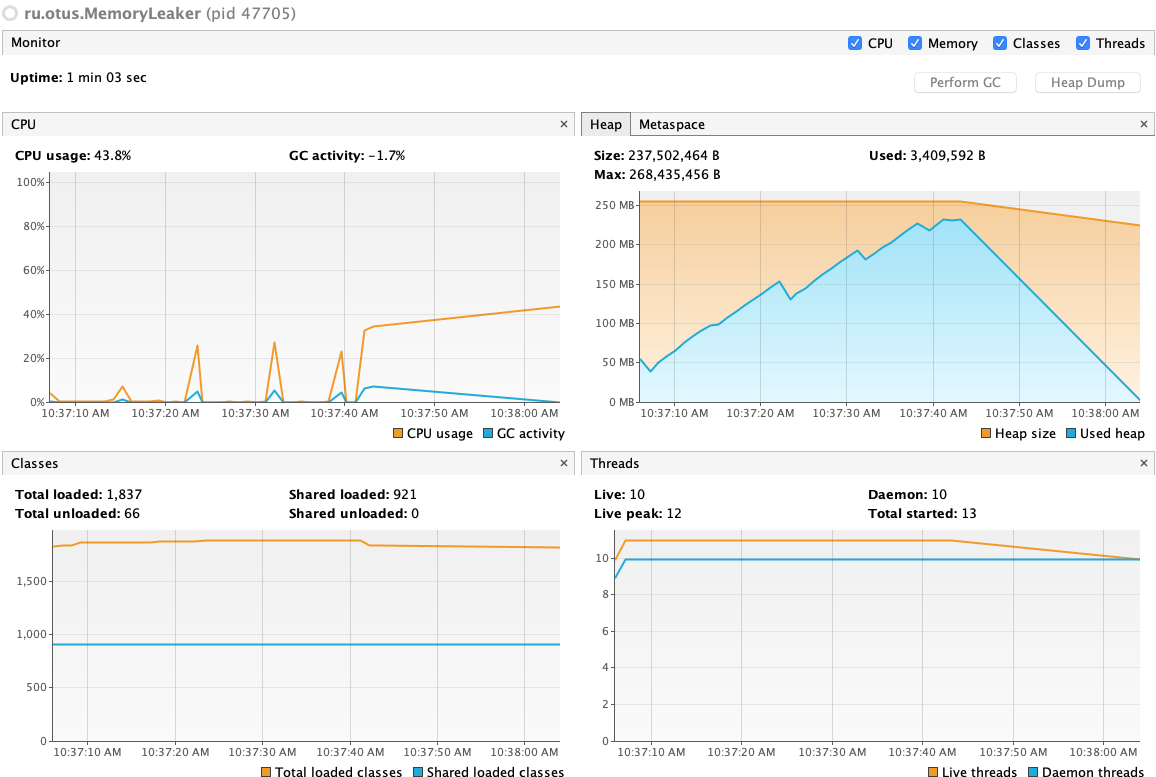 ru.otus.MemoryLeaker (pid 47705)
Monitor
CPU Memory Classes Threads
Uptime: 1 min 03 sec
Perform GC Heap Dump
CPU ×
CPU usage: 43.8% GC activity: −1.7%
100%
80%
60%
40%
20%
0%
10:37:10 AM 10:37:20 AM 10:37:30 AM 10:37:40 AM 10:37:50 AM 10:38:00 AM
CPU usage GC activity
Heap Metaspace ×
Size: 237,502,464 B Used: 3,409,592 B
Max: 268,435,456 B
250 MB
200 MB
150 MB
100 MB
50 MB
0 MB
10:37:10 AM 10:37:20 AM 10:37:30 AM 10:37:40 AM 10:37:50 AM 10:38:00 AM
Heap size Used heap
Classes ×
Total loaded: 1,837 Shared loaded: 921
Total unloaded: 66 Shared unloaded: 0
1,500
1,000
500
0
10:37:10 AM 10:37:20 AM 10:37:30 AM 10:37:40 AM 10:37:50 AM 10:38:00 AM
Total loaded classes Shared loaded classes
Threads ×
Live: 10 Daemon: 10
Live peak: 12 Total started: 13
10
8
6
4
2
0
10:37:10 AM 10:37:20 AM 10:37:30 AM 10:37:40 AM 10:37:50 AM 10:38:00 AM
Live threads Daemon threads